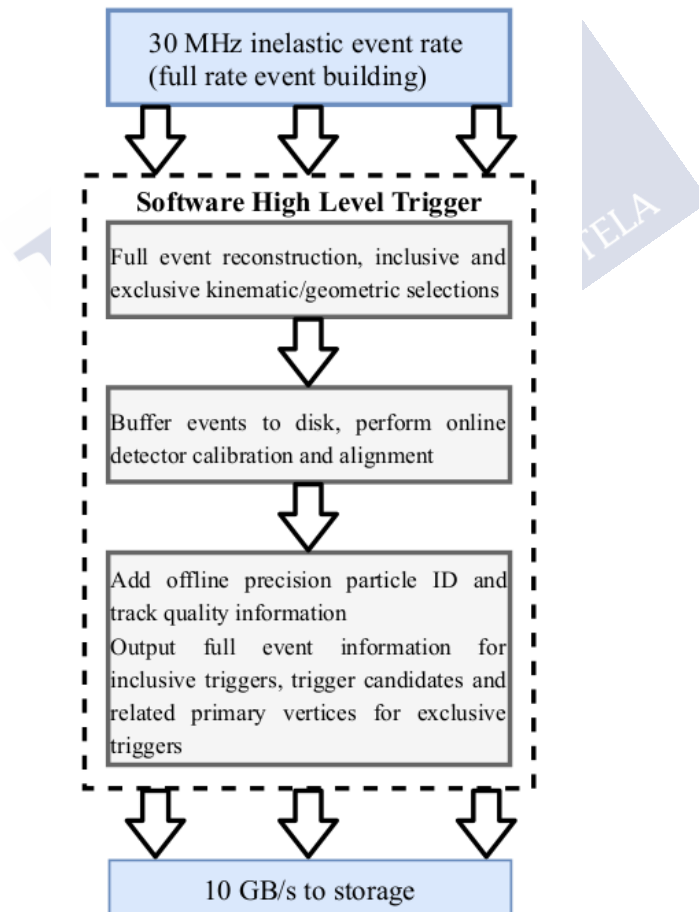 30 MHz inelastic event rate
(full rate event building)
Software High Level Trigger
Full event reconstruction, inclusive and
exclusive kinematic/geometric selections
Buffer events to disk, perform online
detector calibration and alignment
Add offline precision particle ID and
track quality information
Output full event information for
inclusive triggers, trigger candidates and
related primary vertices for exclusive
triggers
10 GB/s to storage
TELA